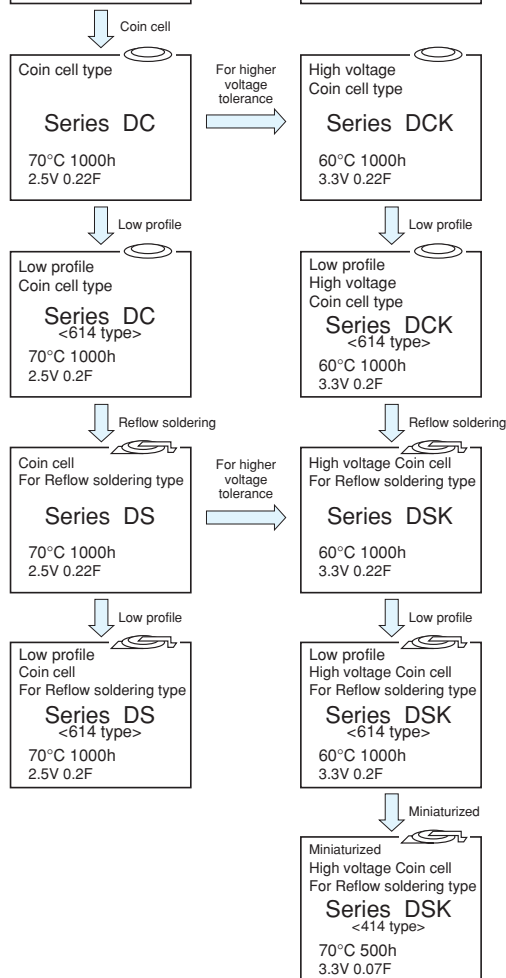 Coin cell
Coin cell type
Series DC
70°C 1000h
2.5V 0.22F
For higher
voltage
tolerance
High voltage
Coin cell type
Series DCK
60°C 1000h
3.3V 0.22F
Low profile
Low profile
Low profile
Coin cell type
Series DC
<614 type>
70°C 1000h
2.5V 0.2F
Low profile
High voltage
Coin cell type
Series DCK
<614 type>
60°C 1000h
3.3V 0.2F
Reflow soldering
Reflow soldering
Coin cell
For Reflow soldering type
Series DS
70°C 1000h
2.5V 0.22F
For higher
voltage
tolerance
High voltage Coin cell
For Reflow soldering type
Series DSK
60°C 1000h
3.3V 0.22F
Low profile
Low profile
Low profile
Coin cell
For Reflow soldering type
Series DS
<614 type>
70°C 1000h
2.5V 0.2F
Low profile
High voltage Coin cell
For Reflow soldering type
Series DSK
<614 type>
60°C 1000h
3.3V 0.2F
Miniaturized
Miniaturized
High voltage Coin cell
For Reflow soldering type
Series DSK
<414 type>
70°C 500h
3.3V 0.07F